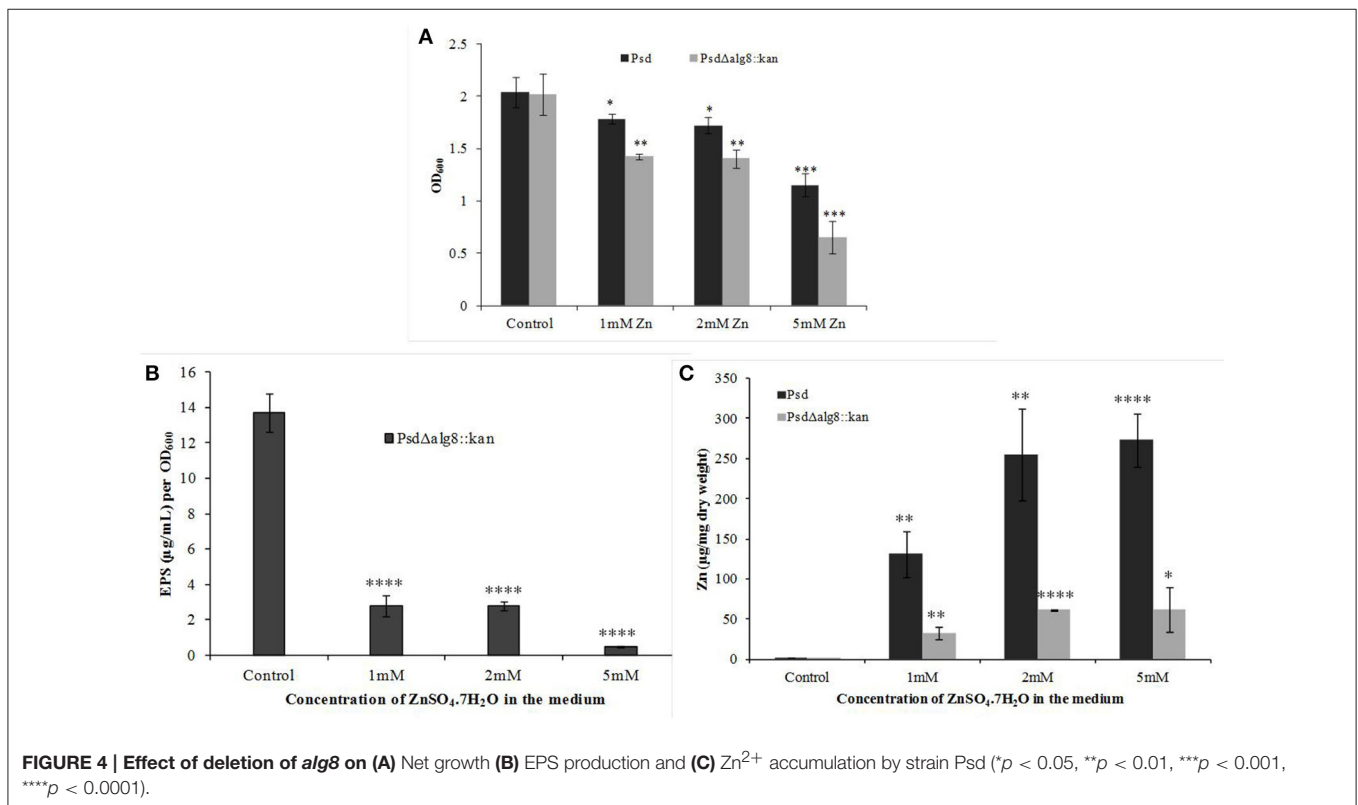 A
2.5
2
1.5
1
0.5
0
OD600
Psd
PsdΔalg8::kan
*
**
*
**
***
***
Control
1mM Zn
2mM Zn
5mM Zn
B
16
14
12
10
8
6
4
2
0
EPS (µg/mL) per OD600
PsdΔalg8::kan
****
****
****
Control
1mM
2mM
5mM
Concentration of ZnSO4.7H2O in the medium
C
350
300
250
200
150
100
50
0
Zn (µg/mg dry weight)
Psd
PsdΔalg8::kan
**
**
**
****
****
*
Control
1mM
2mM
5mM
Concentration of ZnSO4.7H2O in the medium
FIGURE 4 | Effect of deletion of alg8 on (A) Net growth (B) EPS production and (C) Zn2+ accumulation by strain Psd (*p < 0.05, **p < 0.01, ***p < 0.001,
****p < 0.0001).